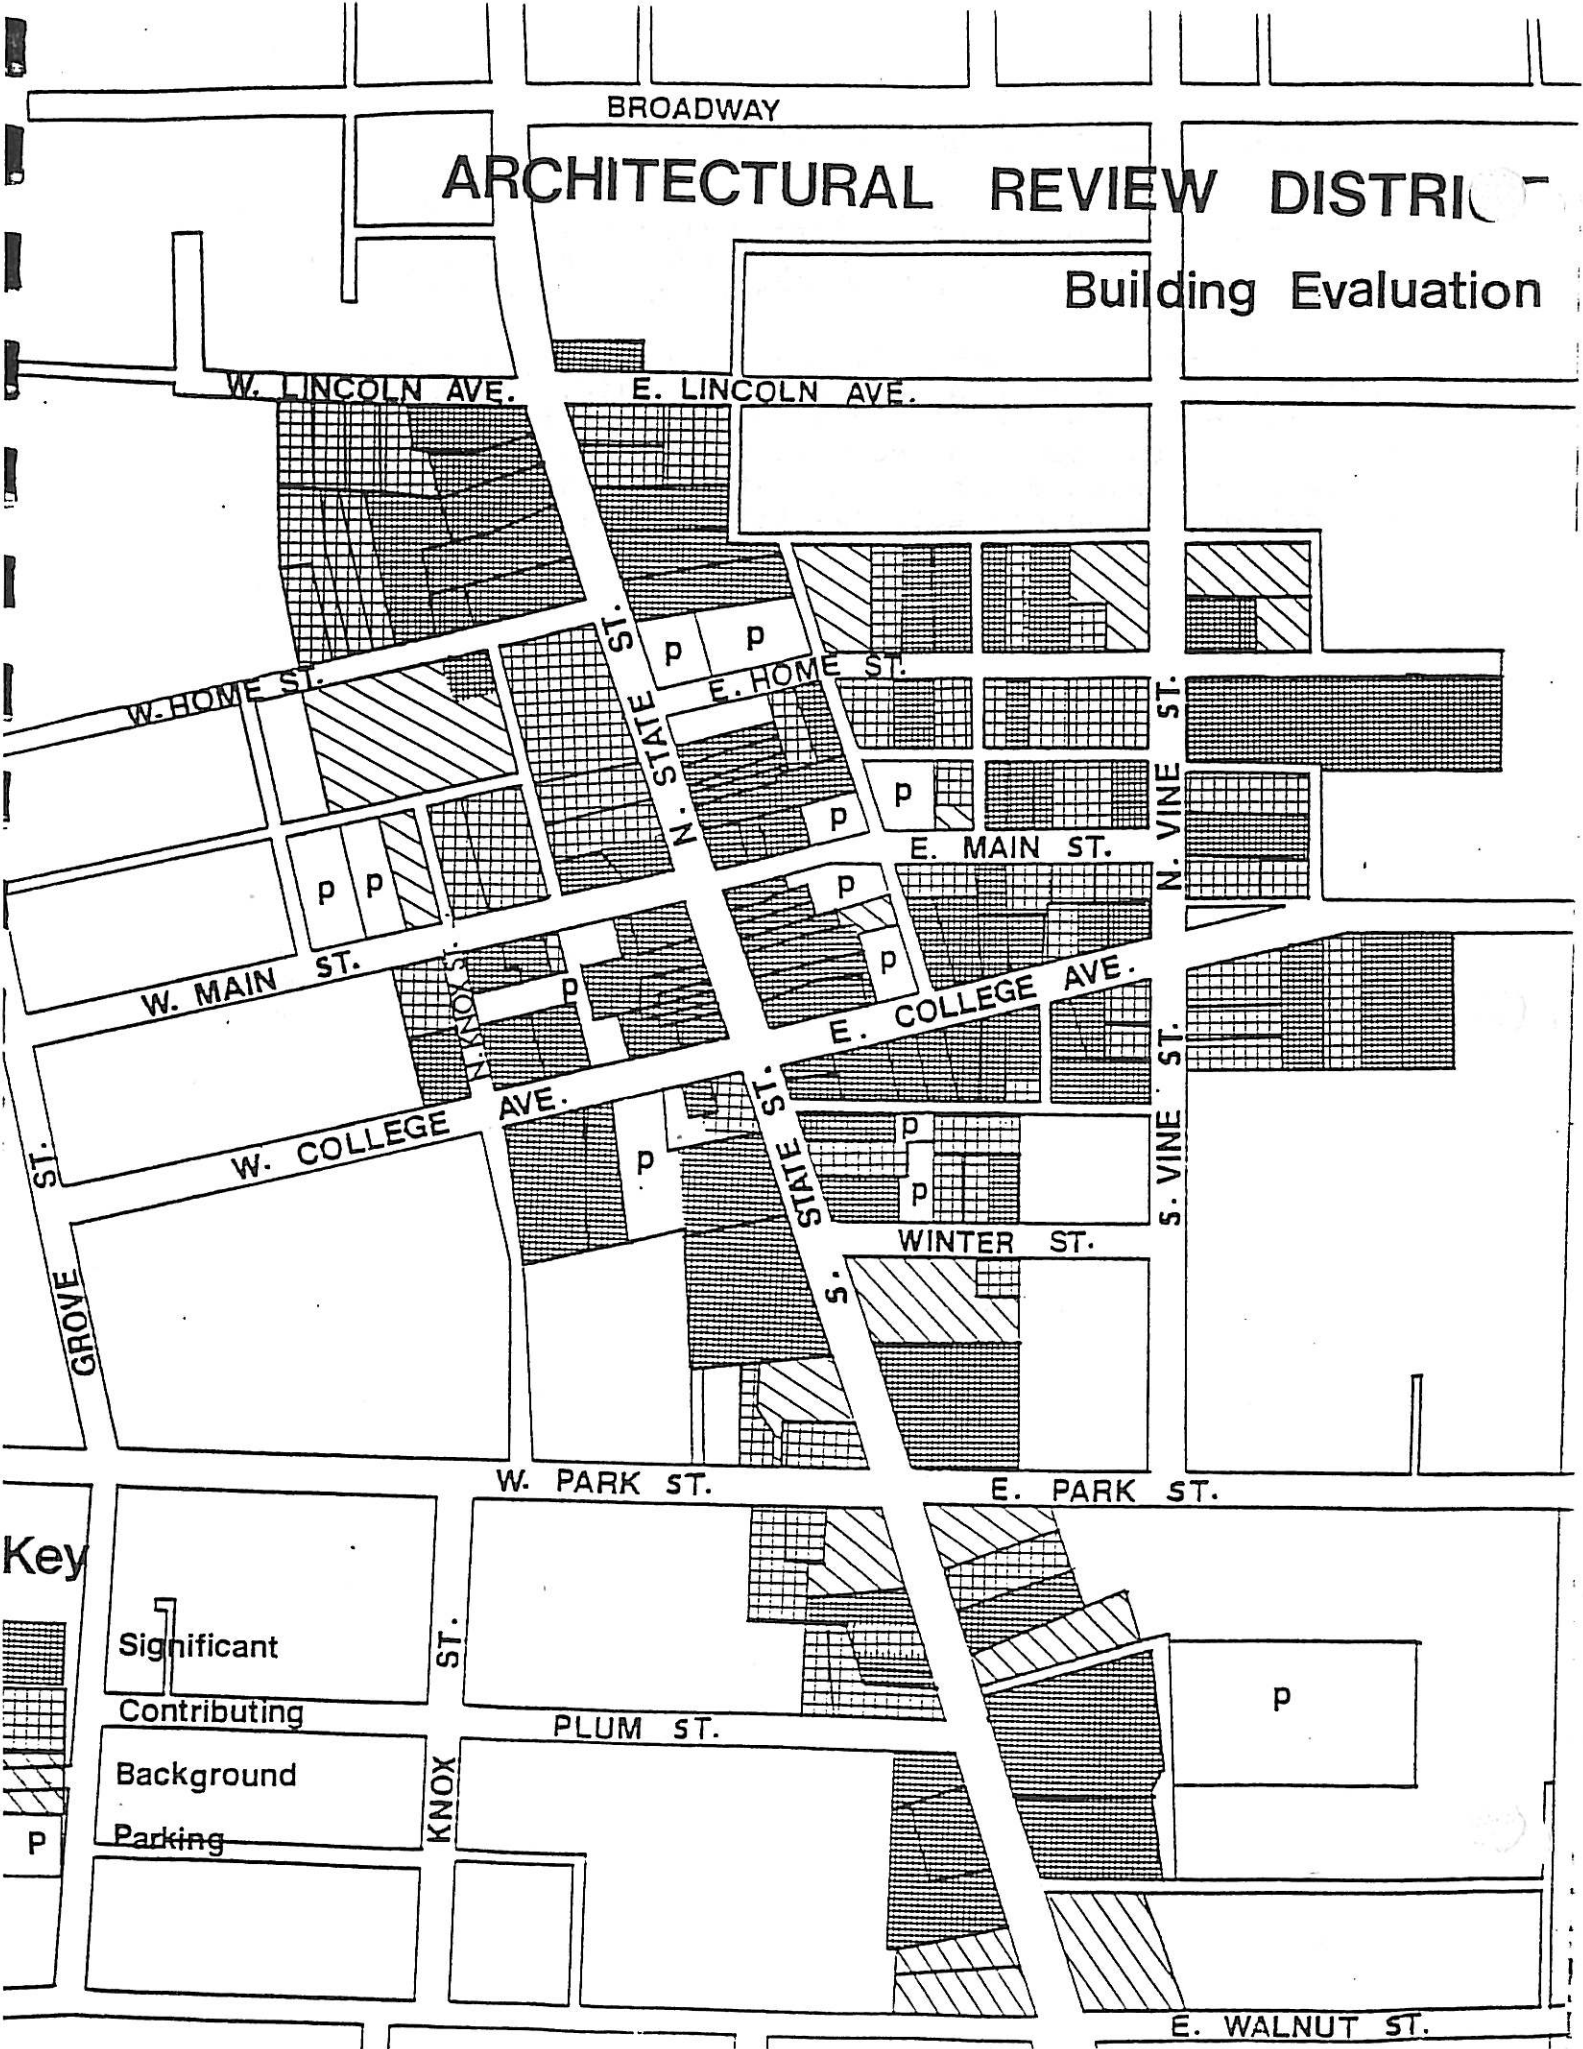 BROADWAY
ARCHITECTURAL REVIEW DISTRI
Building Evaluation
W. LINCOLN AVE.
E. LINCOLN AVE.
P
P
E. HOME ST.
W. HOME ST.
N. STATE ST.
P
P
E. MAIN ST.
N. VINE ST.
P
P
P
P
W. MAIN ST.
N. KNOX ST.
P
E. COLLEGE AVE.
W. COLLEGE AVE.
P
P
P
S. STATE ST.
S. VINE ST.
WINTER ST.
GROVE ST.
W. PARK ST.
E. PARK ST.
Key
Significant
Contributing
Background
P
Parking
KNOX ST.
PLUM ST.
P
E. WALNUT ST.